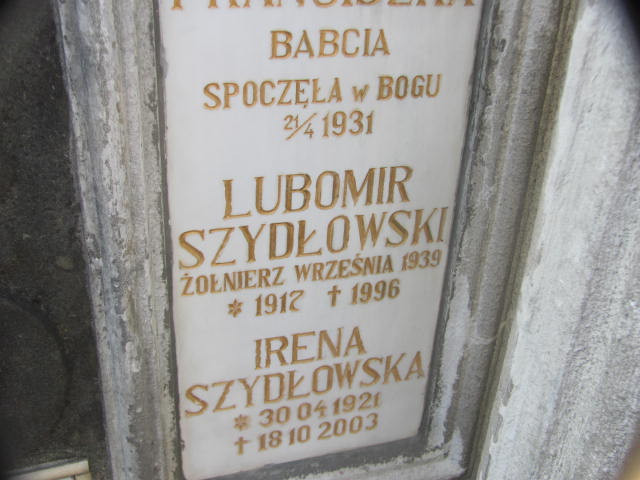 FRANCISZKA
BABCIA
SPOCZĘŁA w BOGU
21/4 1931
LUBOMIR
SZYDŁOWSKI
ŻOŁNIERZ WRZEŚNIA 1939
* 1917 † 1996
IRENA
SZYDŁOWSKA
* 30 04 1921
† 18 10 2003